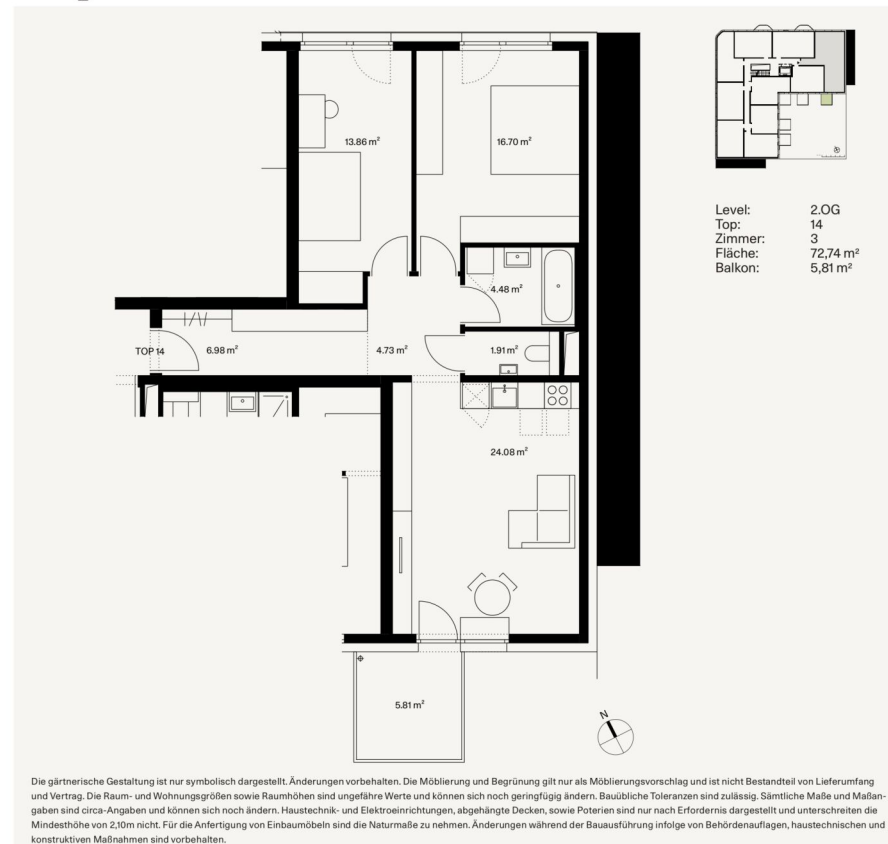 13.86 m²
16.70 m²
Level: 2.OG
Top: 14
Zimmer: 3
Fläche: 72,74 m²
Balkon: 5,81 m²
4.48 m²
TOP 14
6.98 m²
4.73 m²
1.91 m²
24.08 m²
5.81 m²
N
Die gärtnerische Gestaltung ist nur symbolisch dargestellt. Änderungen vorbehalten. Die Möblierung und Begrünung gilt nur als Möblierungsvorschlag und ist nicht Bestandteil von Lieferumfang
und Vertrag. Die Raum- und Wohnungsgrößen sowie Raumhöhen sind ungefähre Werte und können sich noch geringfügig ändern. Bauübliche Toleranzen sind zulässig. Sämtliche Maße und Maßan-
gaben sind circa-Angaben und können sich noch ändern. Haustechnik- und Elektroeinrichtungen, abgehängte Decken, sowie Poterien sind nur nach Erfordernis dargestellt und unterschreiten die
Mindesthöhe von 2,10m nicht. Für die Anfertigung von Einbaumöbeln sind die Naturmaße zu nehmen. Änderungen während der Bauausführung infolge von Behördenauflagen, haustechnischen und
konstruktiven Maßnahmen sind vorbehalten.